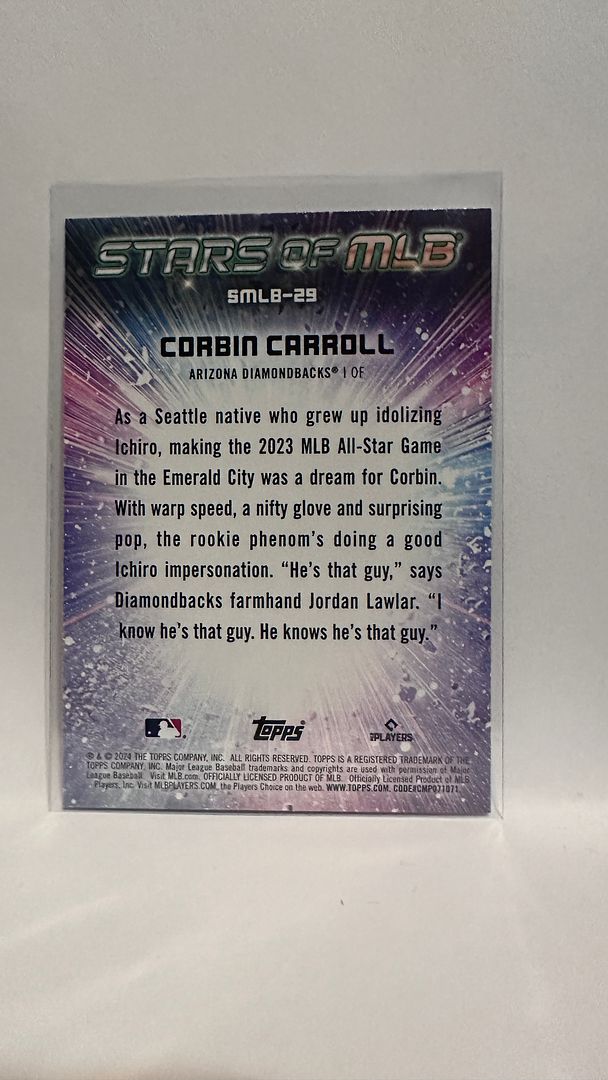 STARS OF MLB®
SMLB-29
CORBIN CARROLL
ARIZONA DIAMONDBACKS® | OF
As a Seattle native who grew up idolizing
Ichiro, making the 2023 MLB All-Star Game
in the Emerald City was a dream for Corbin.
With warp speed, a nifty glove and surprising
pop, the rookie phenom's doing a good
Ichiro impersonation. “He's that guy,” says
Diamondbacks farmhand Jordan Lawlar. “I
know he's that guy. He knows he's that guy.”
topps
PLAYERS
® & © 2024 THE TOPPS COMPANY, INC. ALL RIGHTS RESERVED. TOPPS IS A REGISTERED TRADEMARK OF THE
TOPPS COMPANY, INC. Major League Baseball trademarks and copyrights are used with permission of Major
League Baseball. Visit MLB.com. OFFICIALLY LICENSED PRODUCT OF MLB Officially Licensed Product of MLB
Players, Inc. Visit MLBPLAYERS.COM, the Players Choice on the web. WWW.TOPPS.COM. CODE#CMP071071